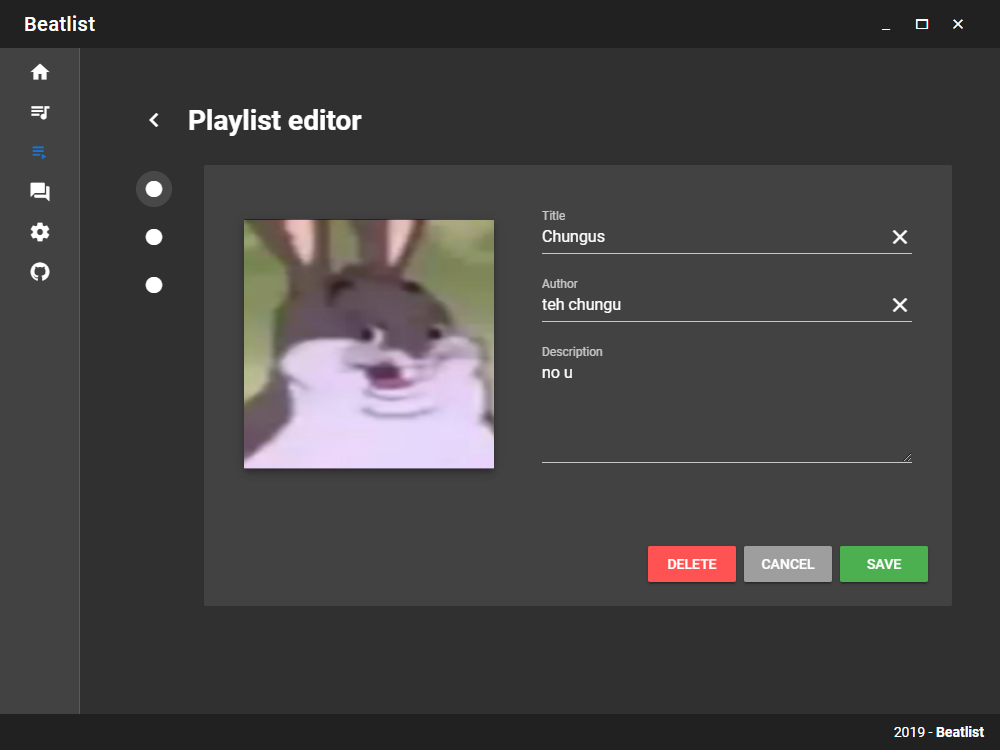 Beatlist
Playlist editor
Title
Chungus
Author
teh chungu
Description
no u
DELETE
CANCEL
SAVE
2019 - Beatlist